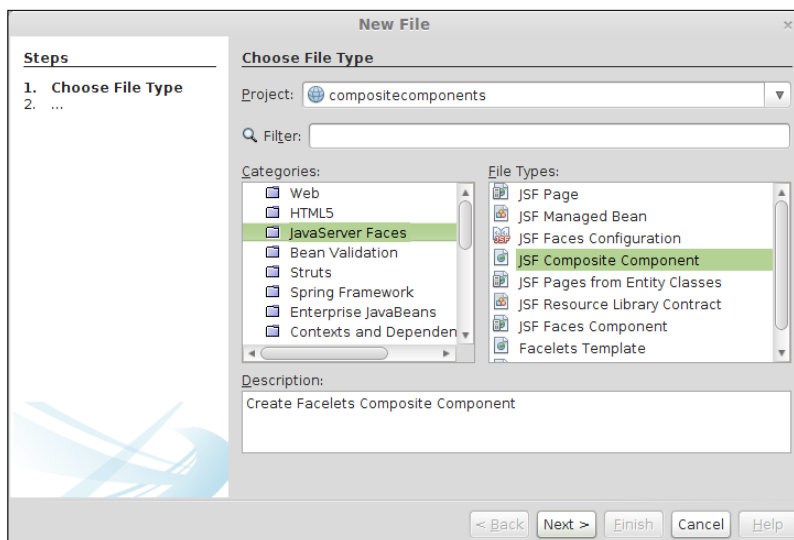 New File
Steps
1. Choose File Type
2. ...
Choose File Type
Project: compositecomponents
Filter:
Categories:
Web
HTML5
JavaServer Faces
Bean Validation
Struts
Spring Framework
Enterprise JavaBeans
Contexts and Dependen
File Types:
JSF Page
JSF Managed Bean
JSF Faces Configuration
JSF Composite Component
JSF Pages from Entity Classes
JSF Resource Library Contract
JSF Faces Component
Facelets Template
Description:
Create Facelets Composite Component
< Back Next > Finish Cancel Help